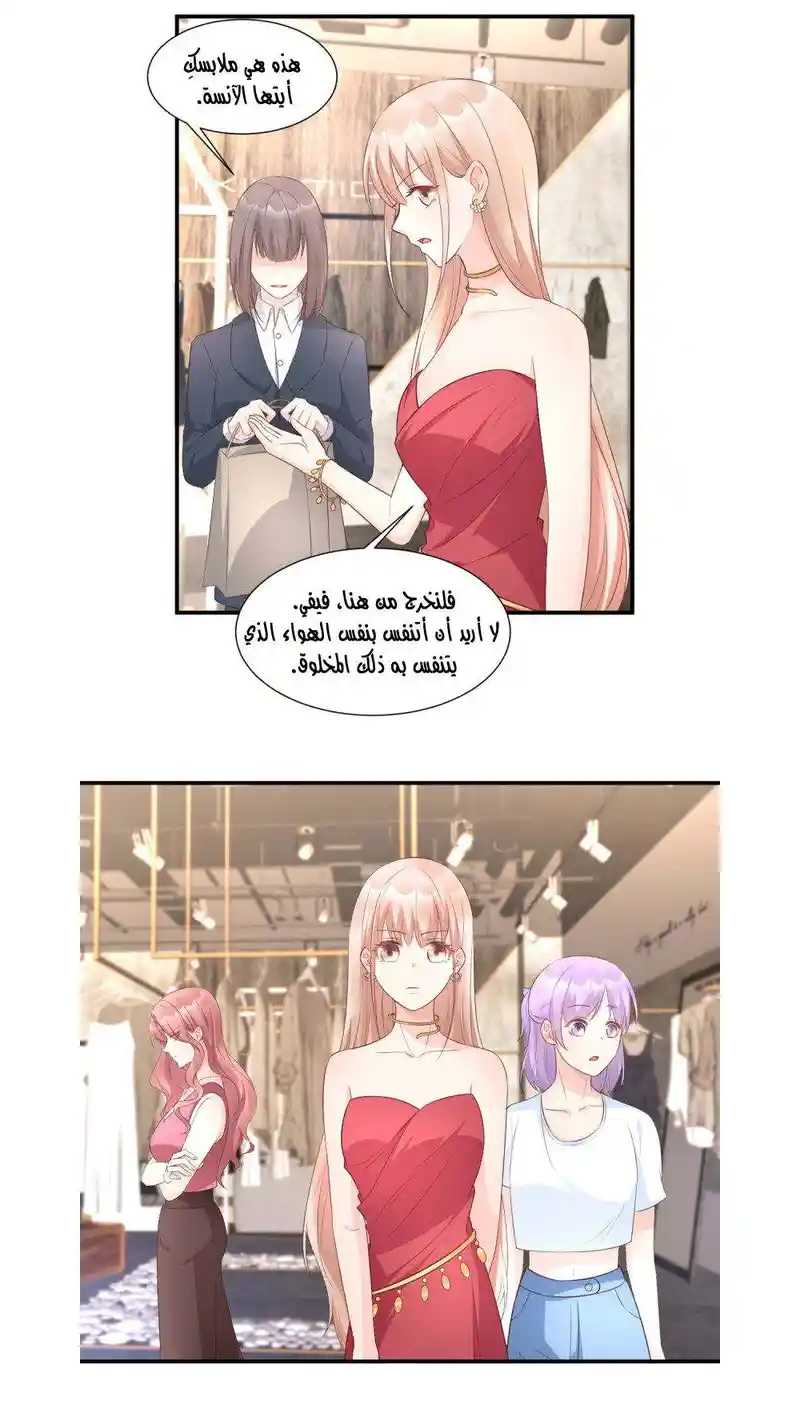 هذه هي ملابسكِ
أيتها الآنسة.
فلنخرج من هنا، فيفي.
لا أريد أن أتنفس بنفس الهواء الذي
يتنفس به ذلك المخلوق.